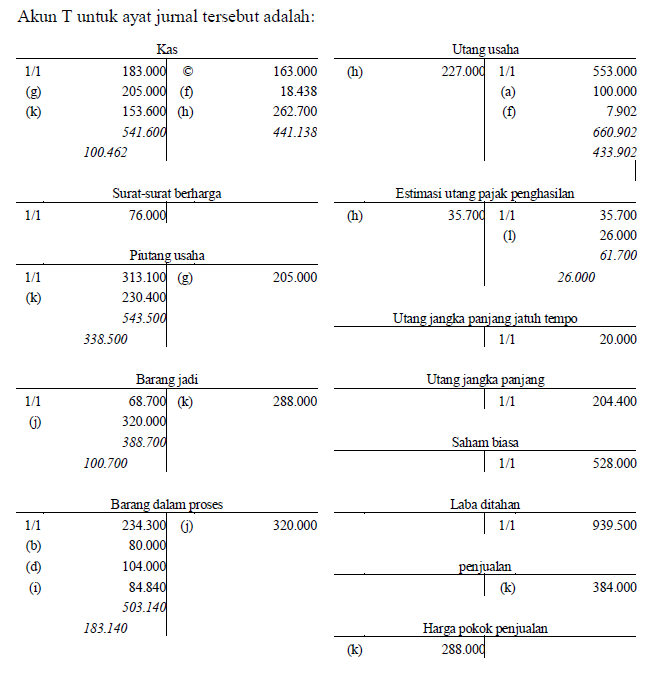 Akun T untuk ayat jurnal tersebut adalah:
Kas
1/1 183.000 © 163.000
(g) 205.000 (f) 18.438
(k) 153.600 (h) 262.700
541.600 441.138
100.462
Surat-surat berharga
1/1 76.000
Piutang usaha
1/1 313.100 (g) 205.000
(k) 230.400
543.500
338.500
Barang jadi
1/1 68.700 (k) 288.000
(j) 320.000
388.700
100.700
Barang dalam proses
1/1 234.300 (j) 320.000
(b) 80.000
(d) 104.000
(i) 84.840
503.140
183.140
Utang usaha
(h) 227.000 1/1 553.000
(a) 100.000
(f) 7.902
660.902
433.902
Estimasi utang pajak penghasilan
(h) 35.700 1/1 35.700
(l) 26.000
61.700
26.000
Utang jangka panjang jatuh tempo
1/1 20.000
Utang jangka panjang
1/1 204.400
Saham biasa
1/1 528.000
Laba ditahan
1/1 939.500
penjualan
(k) 384.000
Harga pokok penjualan
(k) 288.000